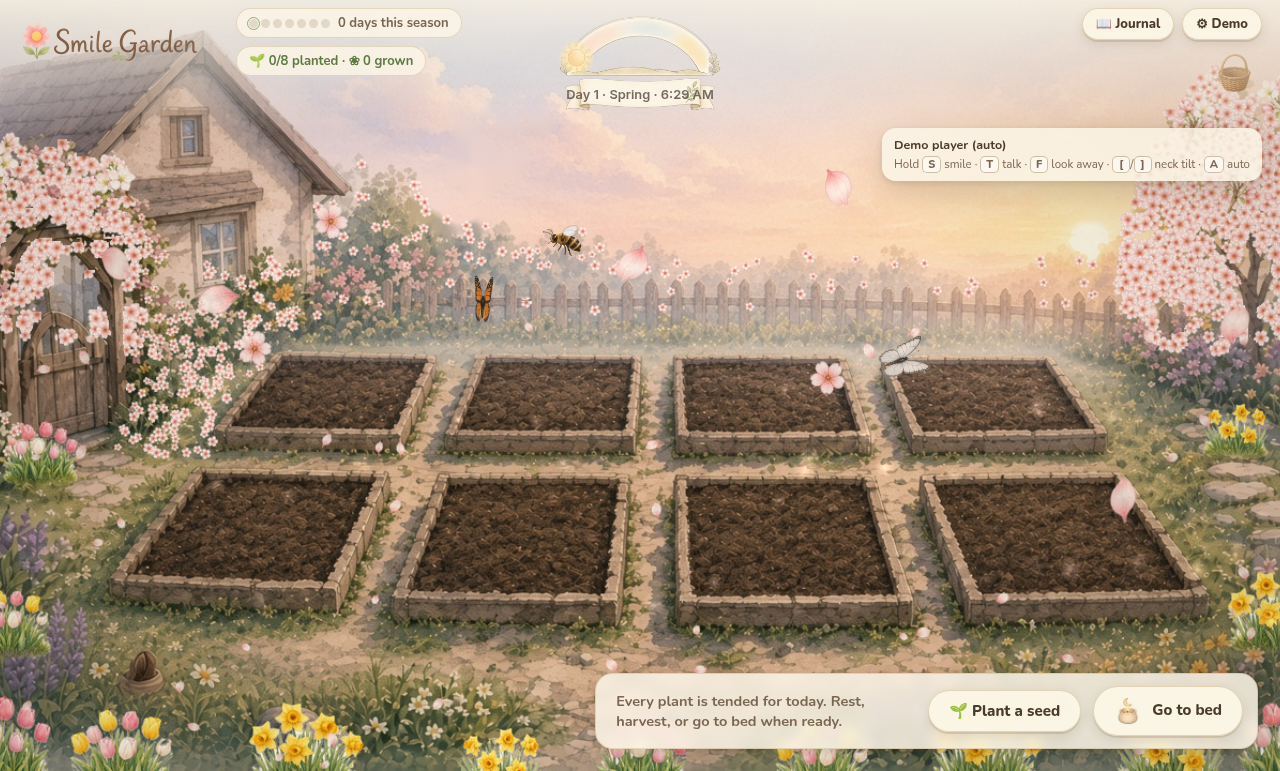 Smile Garden
0 days this season
🌱 0/8 planted · ❀ 0 grown
Day 1 · Spring · 6:29 AM
📖 Journal
⚙ Demo
Demo player (auto)
Hold S smile · T talk · F look away · [ / ] neck tilt · A auto
Every plant is tended for today. Rest,
harvest, or go to bed when ready.
🌱 Plant a seed
Go to bed